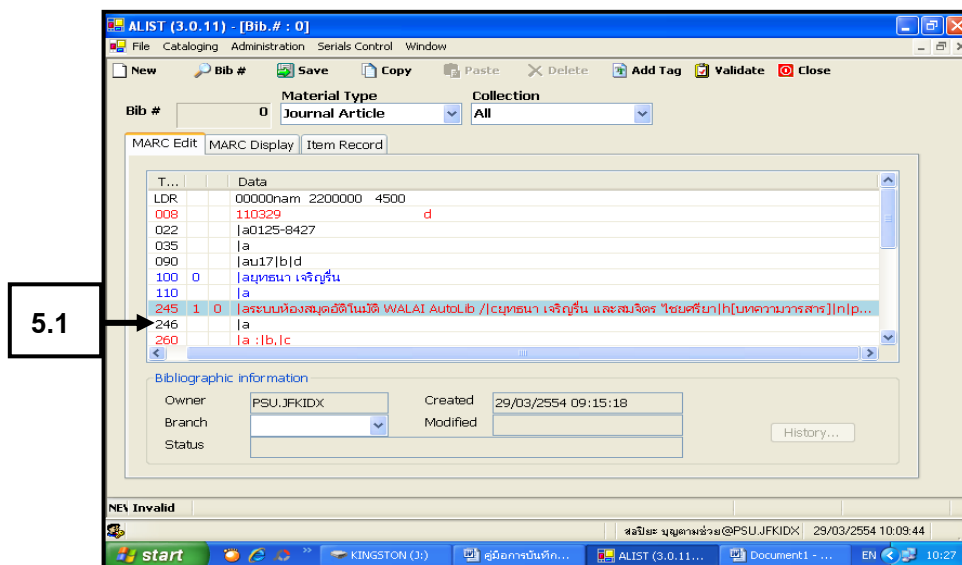 ALIST (3.0.11) - [Bib.# : 0]
File Cataloging Administration Serials Control Window
New Bib # Save Copy Paste Delete Add Tag Validate Close
Material Type Collection
Bib # 0 Journal Article All
MARC Edit MARC Display Item Record
T... Data
LDR 00000nam 2200000 4500
008 110329 d
022 |a0125-8427
035 |a
090 |aบ17|b|d
100 0 |aยุทธนา เจริญรื่น
110 |a
245 1 0 |aระบบห้องสมุดอัติโนมัติ WALAI AutoLib /|cยุทธนา เจริญรื่น และสมจิตร ไชยศรียา|h[บทความวารสาร]|n|p...
5.1
246 |a
260 |a :|b,|c
Bibliographic information
Owner PSU.JFKIDX Created 29/03/2554 09:15:18
Branch Modified
History...
Status
NEW Invalid
สอปิยะ บุญตามช่วย@PSU.JFKIDX 29/03/2554 10:09:44
start KINGSTON (J:) คู่มือการบันทึก... ALIST (3.0.11... Document1 - ... EN 10:27